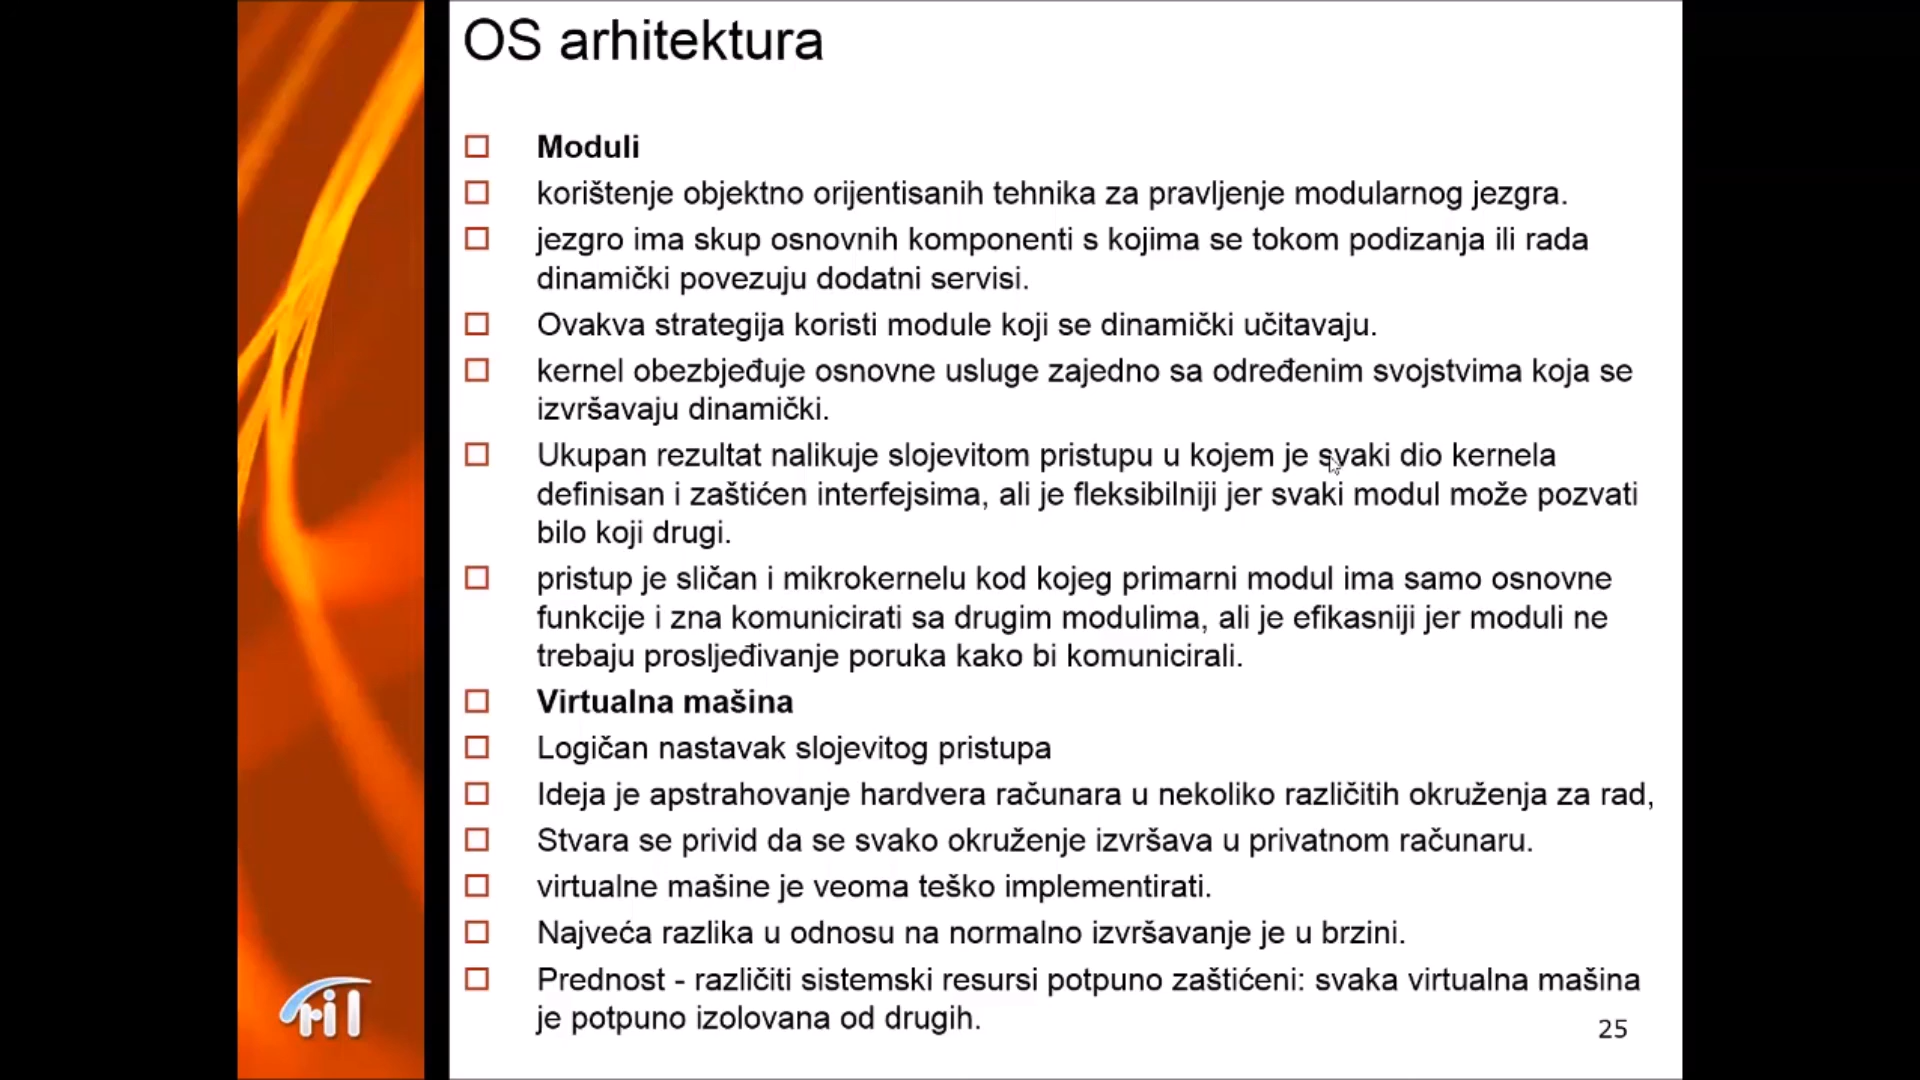 OS arhitektura
Moduli
korištenje objektno orijentisanih tehnika za pravljenje modularnog jezgra.
jezgro ima skup osnovnih komponenti s kojima se tokom podizanja ili rada
dinamički povezuju dodatni servisi.
Ovakva strategija koristi module koji se dinamički učitavaju.
kernel obezbjeđuje osnovne usluge zajedno sa određenim svojstvima koja se
izvršavaju dinamički.
Ukupan rezultat nalikuje slojevitom pristupu u kojem je svaki dio kernela
definisan i zaštićen interfejsima, ali je fleksibilniji jer svaki modul može pozvati
bilo koji drugi.
pristup je sličan i mikrokernelu kod kojeg primarni modul ima samo osnovne
funkcije i zna komunicirati sa drugim modulima, ali je efikasniji jer moduli ne
trebaju prosljeđivanje poruka kako bi komunicirali.
Virtualna mašina
Logičan nastavak slojevitog pristupa
Ideja je apstrahovanje hardvera računara u nekoliko različitih okruženja za rad,
Stvara se privid da se svako okruženje izvršava u privatnom računaru.
virtualne mašine je veoma teško implementirati.
Najveća razlika u odnosu na normalno izvršavanje je u brzini.
Prednost - različiti sistemski resursi potpuno zaštićeni: svaka virtualna mašina
je potpuno izolovana od drugih.
ril
25